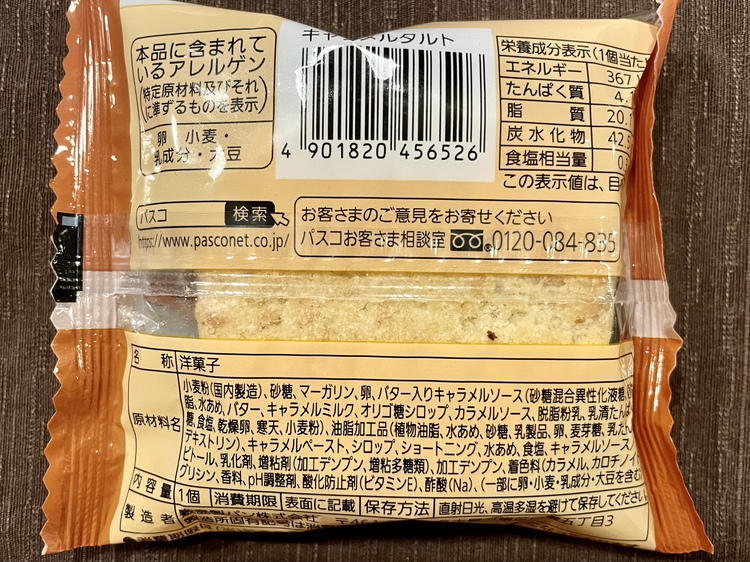 キャラメルタルト
本品に含まれて
いるアレルゲン
(特定原材料及びそれ
に準ずるものを表示)
卵 小麦・
乳成分・大豆
4 901820 456526
栄養成分表示(1個当た
エネルギー 367
たんぱく質 4.
脂質 20.
炭水化物 42.
食塩相当量 0.
この表示値は、目
パスコ 検索
https://www.pasconet.co.jp/
お客さまのご意見をお寄せください
パスコお客さま相談室 0120-084-835
名称 洋菓子
原材料名
小麦粉(国内製造)、砂糖、マーガリン、卵、バター入りキャラメルソース(砂糖混合異性化液糖、
脂、水あめ、バター、キャラメルミルク、オリゴ糖シロップ、カラメルソース、脱脂粉乳、乳清たん
糖、食塩、乾燥卵、寒天、小麦粉)、油脂加工品(植物油脂、水あめ、砂糖、乳製品、卵、麦芽糖、乳たん
デキストリン)、キャラメルペースト、シロップ、ショートニング、水あめ、食塩、キャラメルソース/
ビトール、乳化剤、増粘剤(加工デンプン、増粘多糖類)、加工デンプン、着色料(カラメル、カロチノイ
グリシン、香料、pH調整剤、酸化防止剤(ビタミンE)、酢酸(Na)、(一部に卵・小麦・乳成分・大豆を含む
内容量 1個 消費期限 表面に記載 保存方法 直射日光、高温多湿を避けて保存してください
製造者